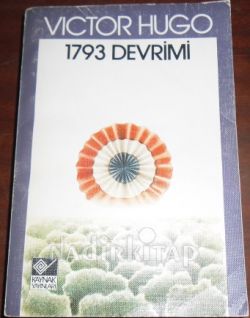 VICTOR HUGO
1793 DEVRİMİ
nadirkitap
KAYNAK
YAYINLARI